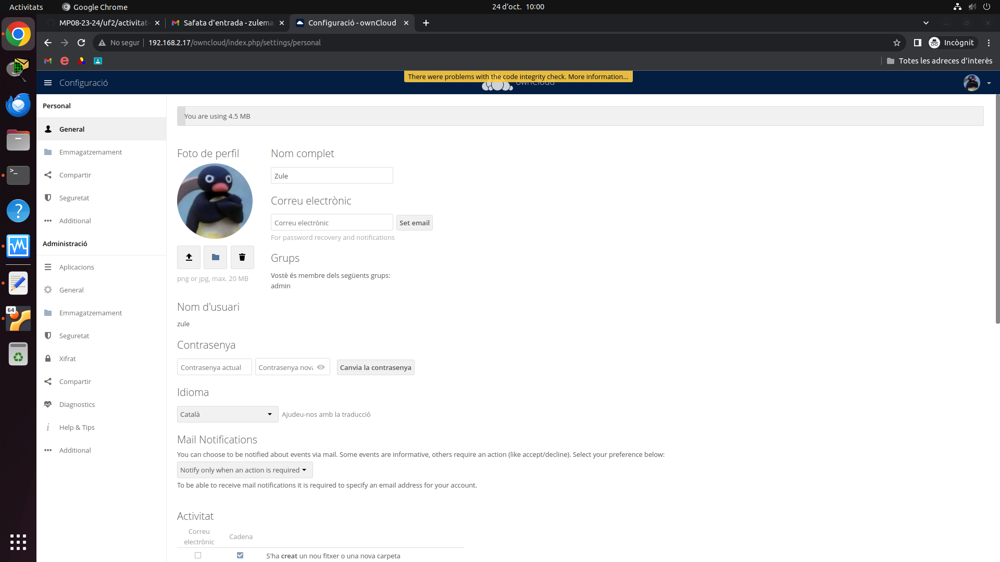 Activitats
Google Chrome
24 d'oct. 10:00
MP08-23-24/uf2/activitat-
Safata d'entrada - zulema
Configuració - ownCloud
No segur
192.168.2.17/owncloud/index.php/settings/personal
Incògnit
Totes les adreces d'interès
Configuració
There were problems with the code integrity check. More information...
ownCloud
Personal
General
Emmagatzemament
Compartir
Seguretat
Additional
Administració
Aplicacions
General
Emmagatzemament
Seguretat
Xifrat
Compartir
Diagnostics
Help & Tips
Additional
>_
?
64
You are using 4.5 MB
Foto de perfil
png or jpg, max. 20 MB
Nom complet
Zule
Correu electrònic
Correu electrònic
Set email
For password recovery and notifications
Grups
Vostè és membre dels següents grups:
admin
Nom d'usuari
zule
Contrasenya
Contrasenya actual
Contrasenya nova
Canvia la contrasenya
Idioma
Català
Ajudeu-nos amb la traducció
Mail Notifications
You can choose to be notified about events via mail. Some events are informative, others require an action (like accept/decline). Select your preference below:
Notify only when an action is required
To be able to receive mail notifications it is required to specify an email address for your account.
Activitat
Correu electrònic
Cadena
S'ha creat un nou fitxer o una nova carpeta